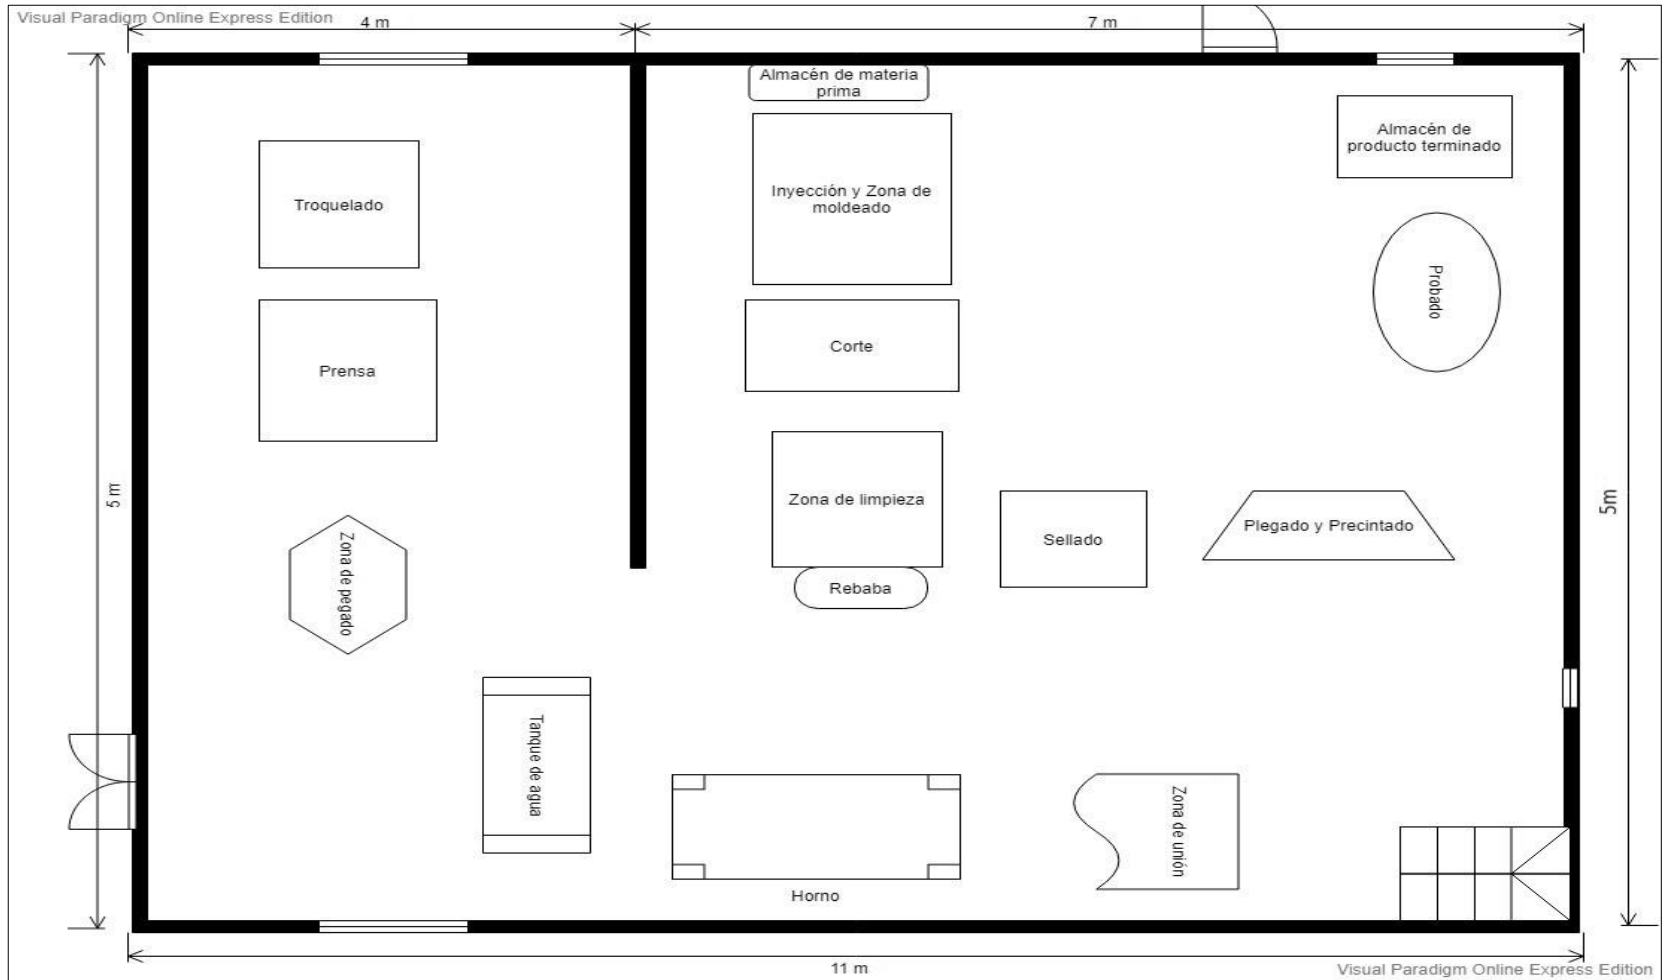 Visual Paradigm Online Express Edition
4 m
7 m
Almacén de materia
prima
Almacén de
producto terminado
Troquelado
Inyección y Zona de
moldeado
Probado
Corte
Prensa
5 m
5m
Zona de limpieza
Sellado
Plegado y Precintado
Zona de pegado
Rebaba
Tanque de agua
Zona de unión
Horno
11 m
Visual Paradigm Online Express Edition